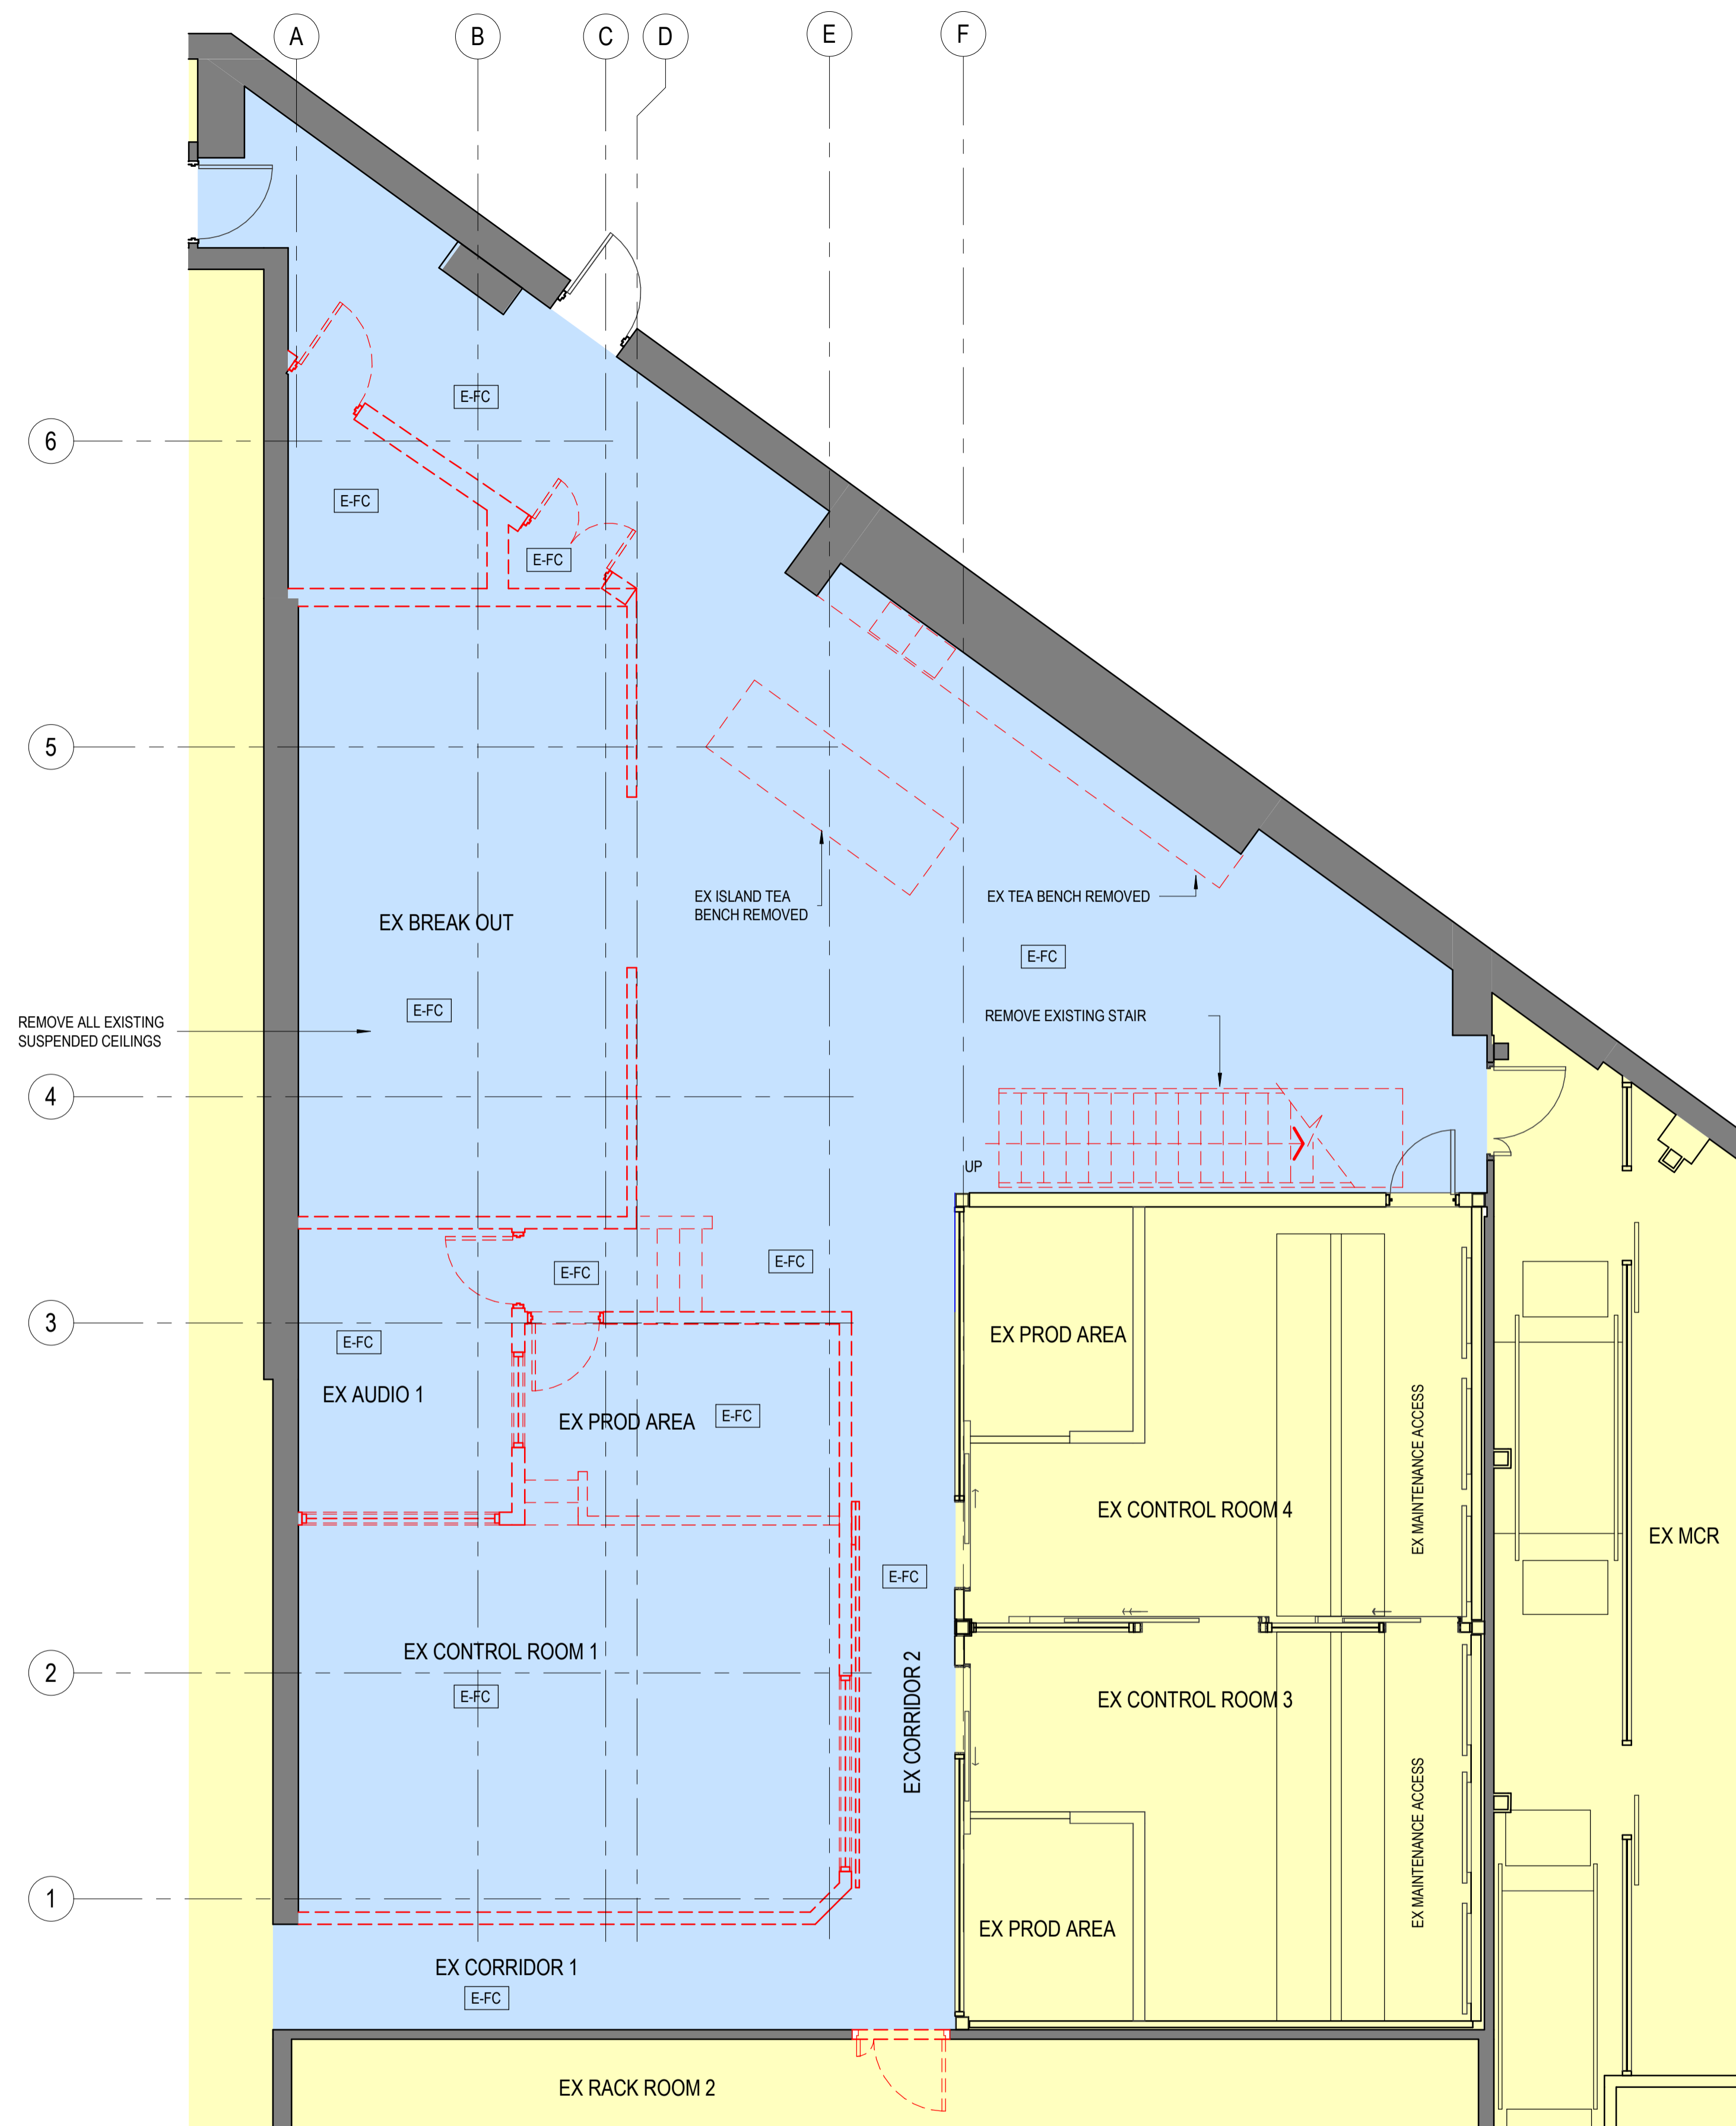 A
B
C
D
E
F
E-FC
6
E-FC
E-FC
5
EX ISLAND TEA
BENCH REMOVED
EX TEA BENCH REMOVED
EX BREAK OUT
E-FC
E-FC
REMOVE ALL EXISTING
SUSPENDED CEILINGS
REMOVE EXISTING STAIR
4
UP
E-FC
E-FC
3
EX PROD AREA
E-FC
EX AUDIO 1
EX PROD AREA
E-FC
EX MAINTENANCE ACCESS
EX CONTROL ROOM 4
EX MCR
E-FC
EX CONTROL ROOM 1
2
E-FC
EX CORRIDOR 2
EX CONTROL ROOM 3
EX MAINTENANCE ACCESS
1
EX PROD AREA
EX CORRIDOR 1
E-FC
EX RACK ROOM 2